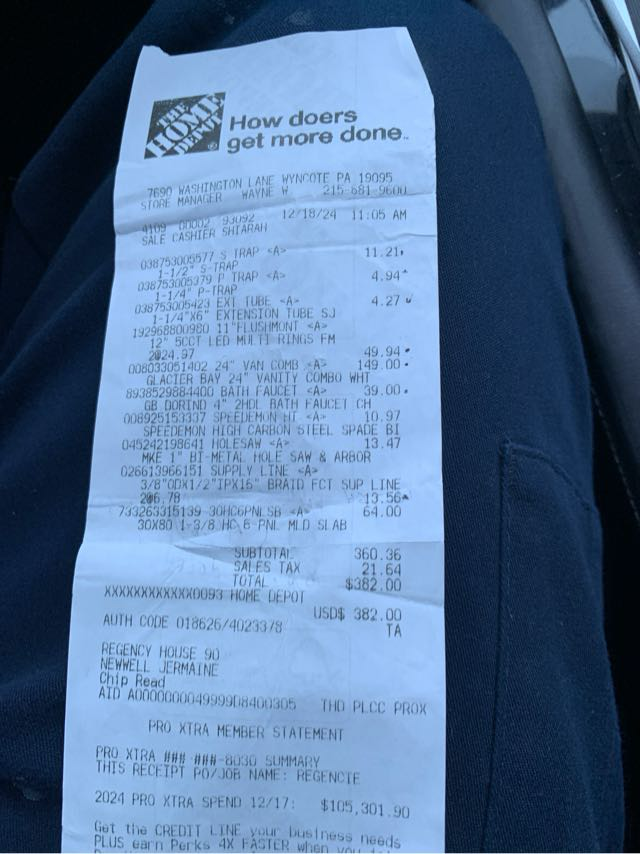 THE
HOME
DEPOT
How doers
get more done™
7690 WASHINGTON LANE WYNCOTE PA 19095
STORE MANAGER WAYNE W 215-681-9600
4109 00002 93092 12/18/24 11:05 AM
SALE CASHIER SHIARAH
038753005577 S TRAP <A> 11.21
1-1/2" S-TRAP
038753005379 P TRAP <A> 4.94
1-1/4" P-TRAP
038753005423 EXT TUBE <A> 4.27
1-1/4"X6" EXTENSION TUBE SJ
192968800980 11"FLUSHMONT <A>
12" 5CCT LED MULTI RINGS FM
2@24.97 49.94
008033051402 24" VAN COMB <A> 149.00
GLACIER BAY 24" VANITY COMBO WHT
8938529884400 BATH FAUCET <A> 39.00
GB DORIND 4" 2HDL BATH FAUCET CH
008925153307 SPEEDEMON HI <A> 10.97
SPEEDEMON HIGH CARBON STEEL SPADE BI
045242198641 HOLESAW <A> 13.47
MKE 1" BI-METAL HOLE SAW & ARBOR
026613966151 SUPPLY LINE <A>
3/8"ODX1/2"IPX16" BRAID FCT SUP LINE
2@6.78 13.56
733263315139 30HC6PNLSB <A> 64.00
30X80 1-3/8 HC 6-PNL MLD SLAB
SUBTOTAL 360.36
SALES TAX 21.64
TOTAL $382.00
XXXXXXXXXXXX0093 HOME DEPOT
USD$ 382.00
AUTH CODE 018626/4023378 TA
REGENCY HOUSE 90
NEWWELL JERMAINE
Chip Read
AID A0000000049999D8400305 THD PLCC PROX
PRO XTRA MEMBER STATEMENT
PRO XTRA ###-###-8030 SUMMARY
THIS RECEIPT PO/JOB NAME: REGENCIE
2024 PRO XTRA SPEND 12/17: $105,301.90
Get the CREDIT LINE your business needs
PLUS earn Perks 4X FASTER when you